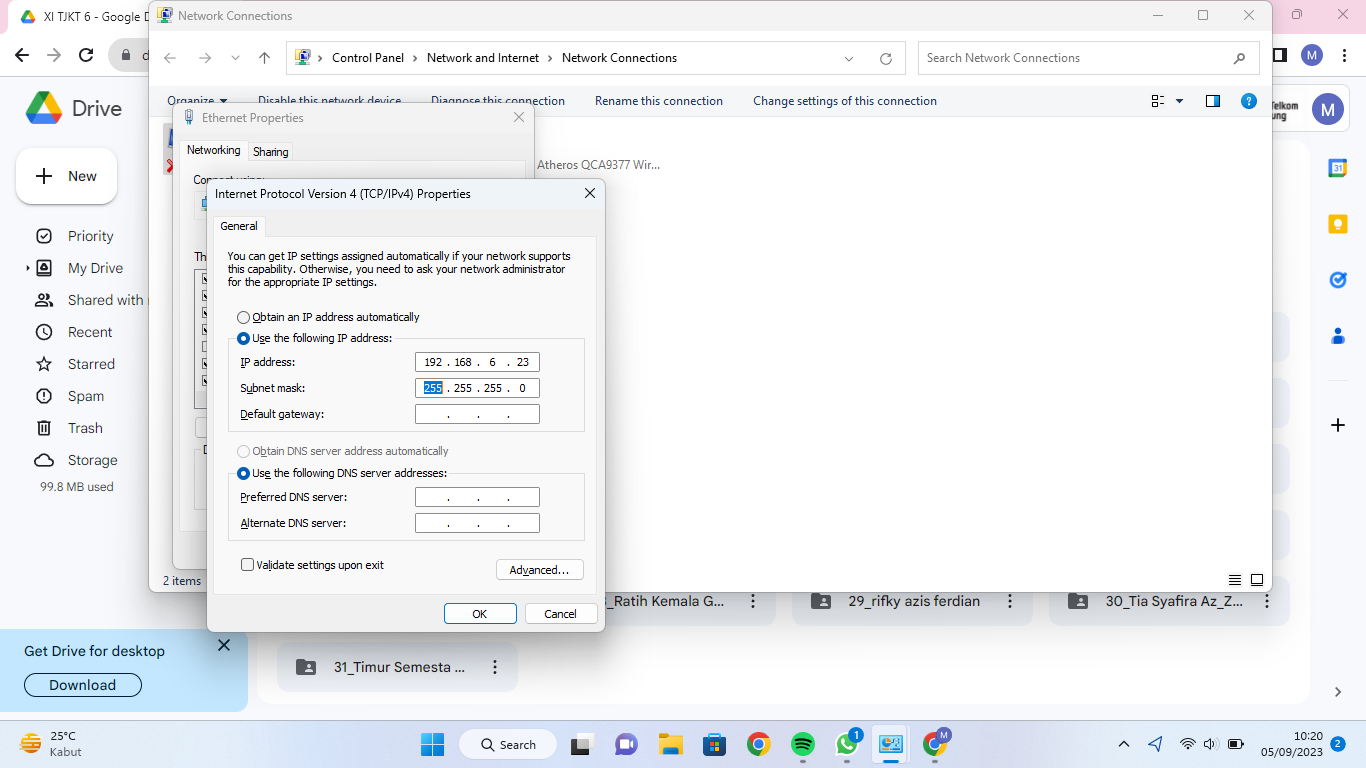 XI TJKT 6 - Google D
Network Connections
Control Panel > Network and Internet > Network Connections
Search Network Connections
M
Drive
Organize
Disable this network device
Diagnose this connection
Rename this connection
Change settings of this connection
Ethernet Properties
Networking
Sharing
Connect using:
Atheros QCA9377 Wir...
elkom
ung
M
New
Priority
My Drive
Shared with
Recent
Starred
Spam
Trash
Storage
99.8 MB used
Th
Internet Protocol Version 4 (TCP/IPv4) Properties
General
You can get IP settings assigned automatically if your network supports
this capability. Otherwise, you need to ask your network administrator
for the appropriate IP settings.
Obtain an IP address automatically
Use the following IP address:
IP address: 192 . 168 . 6 . 23
Subnet mask: 255 . 255 . 255 . 0
Default gateway: . . .
Obtain DNS server address automatically
Use the following DNS server addresses:
Preferred DNS server: . . .
Alternate DNS server: . . .
Validate settings upon exit
Advanced...
OK
Cancel
2 items
31
_Ratih Kemala G...
29_rifky azis ferdian
30_Tia Syafira Az_Z...
31_Timur Semesta ...
Get Drive for desktop
Download
25°C
Kabut
Search
1
M
10:20
05/09/2023
2